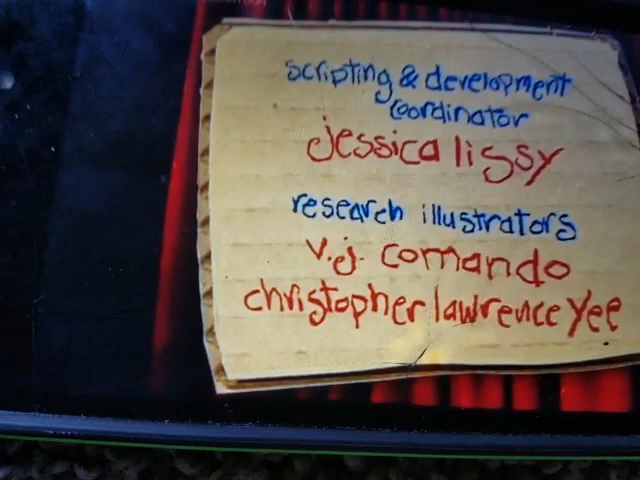 scripting & development
coordinator
jessica lissy
research illustrators
v.j. comando
christopher lawrence yee